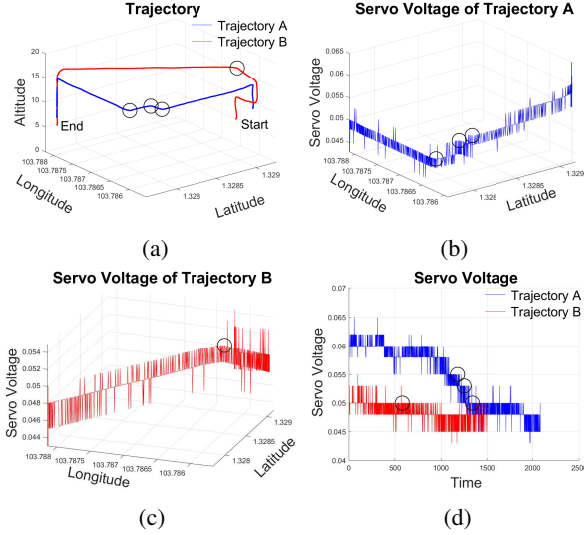 Trajectory
Trajectory A
Trajectory B
20
15
10
5
0
Altitude
End
Start
103.788
103.7875
103.787
103.7865
103.786
1.328
1.3285
1.329
Longitude
Latitude
(a)
Servo Voltage of Trajectory A
0.065
0.06
0.055
0.05
0.045
Servo Voltage
103.788
103.7875
103.787
103.7865
103.786
1.328
1.3285
1.329
Longitude
Latitude
(b)
Servo Voltage of Trajectory B
0.054
0.052
0.05
0.048
0.046
0.044
Servo Voltage
103.788
103.7875
103.787
103.7865
103.786
1.328
1.3285
1.329
Longitude
Latitude
(c)
Servo Voltage
Trajectory A
Trajectory B
0.07
0.065
0.06
0.055
0.05
0.045
0.04
Servo Voltage
0 500 1000 1500 2000 2500
Time
(d)